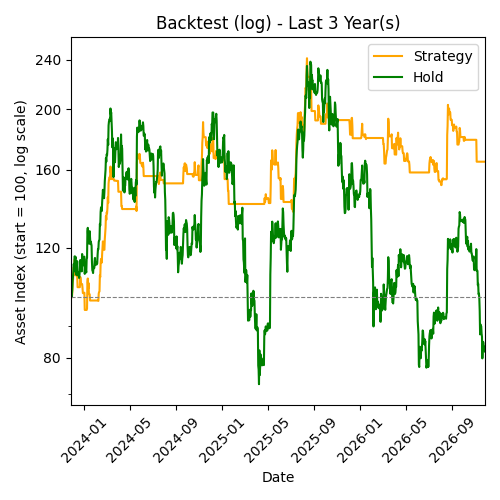 Backtest (log) - Last 3 Year(s)
Strategy
Hold
Asset Index (start = 100, log scale)
240
200
160
120
80
2024-01
2024-05
2024-09
2025-01
2025-05
2025-09
2026-01
2026-05
2026-09
Date